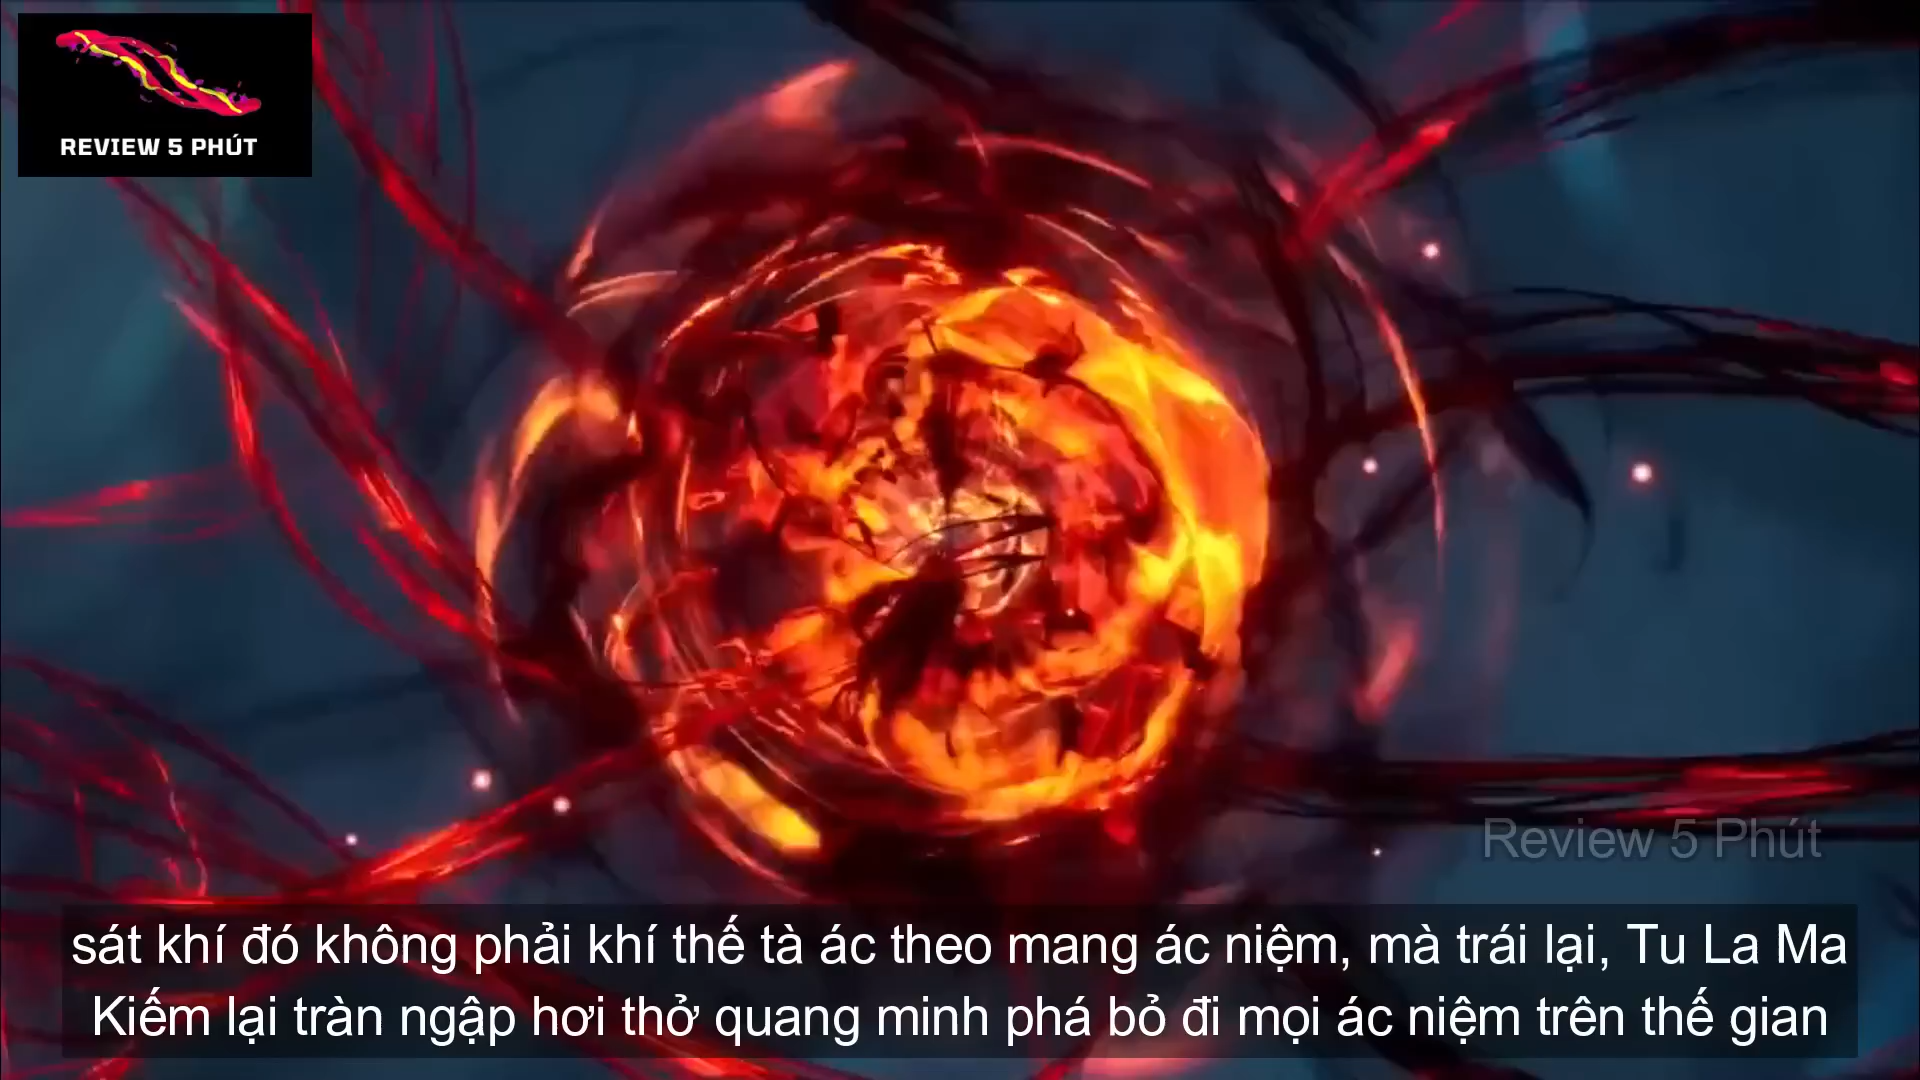 REVIEW 5 PHÚT
Review 5 Phút
sát khí đó không phải khí thế tà ác theo mang ác niệm, mà trái lại, Tu La Ma
Kiếm lại tràn ngập hơi thở quang minh phá bỏ đi mọi ác niệm trên thế gian